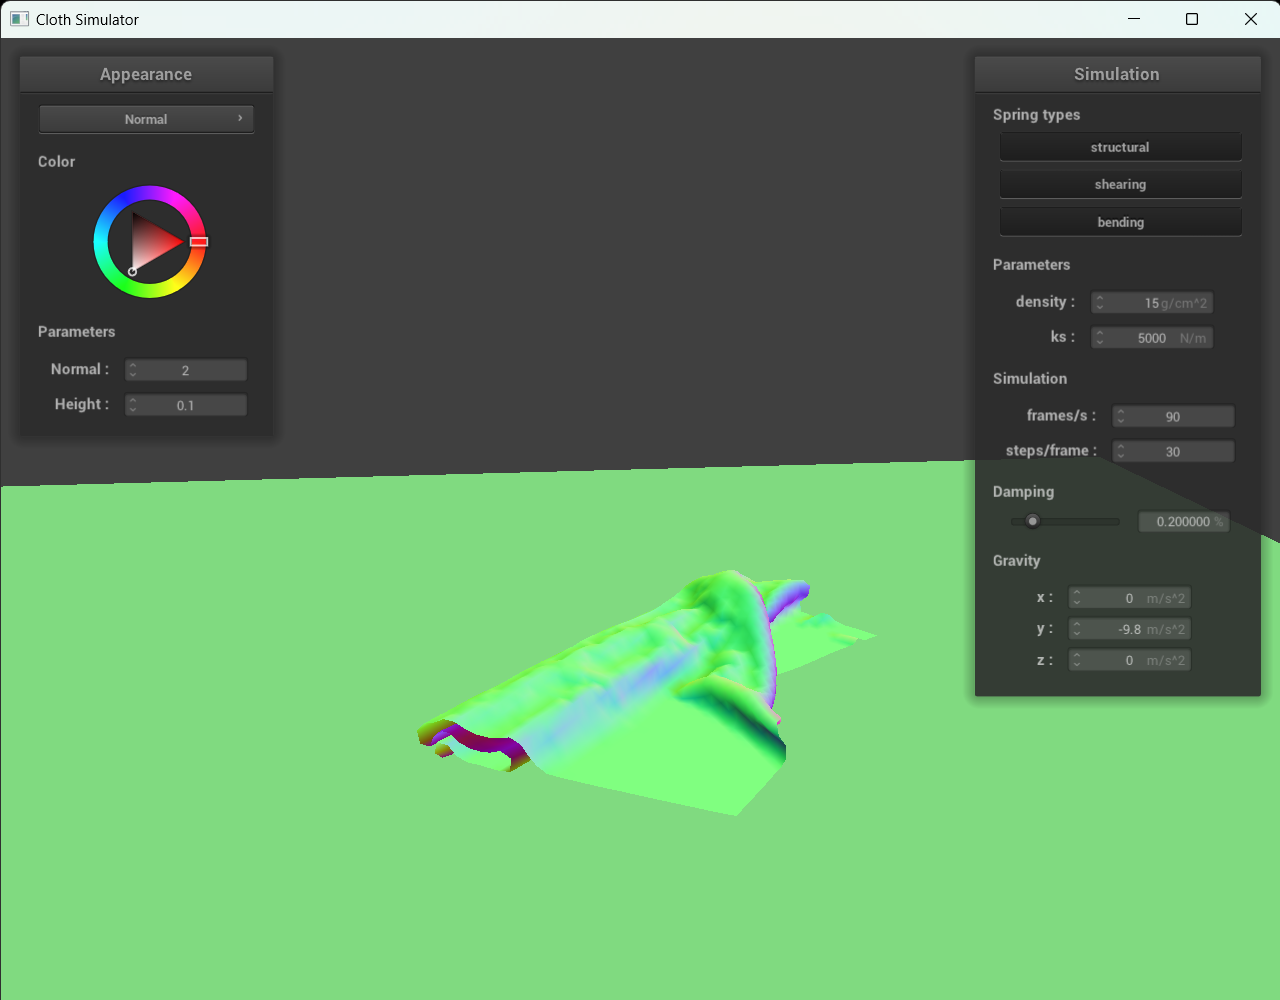 Cloth Simulator
Appearance
Normal
Color
Parameters
Normal :
2
Height :
0.1
Simulation
Spring types
structural
shearing
bending
Parameters
density :
15 g/cm^2
ks :
5000 N/m
Simulation
frames/s :
90
steps/frame :
30
Damping
0.200000 %
Gravity
x :
0 m/s^2
y :
-9.8 m/s^2
z :
0 m/s^2